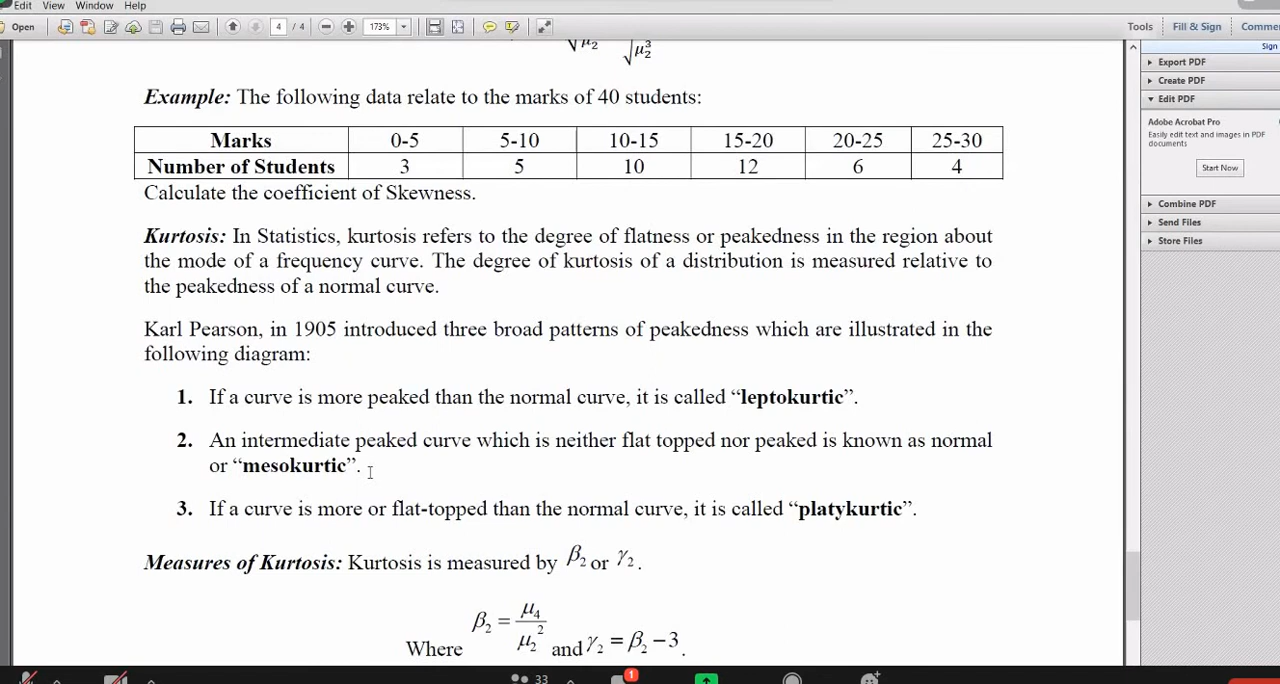 Edit View Window Help
Open 4 / 4 173% Tools Fill & Sign Comme
Sign
√μ₂ √μ₂³
Export PDF
Create PDF
Edit PDF
Adobe Acrobat Pro
Easily edit text and images in PDF
documents
Start Now
Combine PDF
Send Files
Store Files
Example: The following data relate to the marks of 40 students:
Marks 0-5 5-10 10-15 15-20 20-25 25-30
Number of Students 3 5 10 12 6 4
Calculate the coefficient of Skewness.
Kurtosis: In Statistics, kurtosis refers to the degree of flatness or peakedness in the region about
the mode of a frequency curve. The degree of kurtosis of a distribution is measured relative to
the peakedness of a normal curve.
Karl Pearson, in 1905 introduced three broad patterns of peakedness which are illustrated in the
following diagram:
1. If a curve is more peaked than the normal curve, it is called “leptokurtic”.
2. An intermediate peaked curve which is neither flat topped nor peaked is known as normal
or “mesokurtic”.
3. If a curve is more or flat-topped than the normal curve, it is called “platykurtic”.
Measures of Kurtosis: Kurtosis is measured by β₂ or γ₂.
Where β₂ = μ₄ / μ₂² and γ₂ = β₂ − 3.
33 1